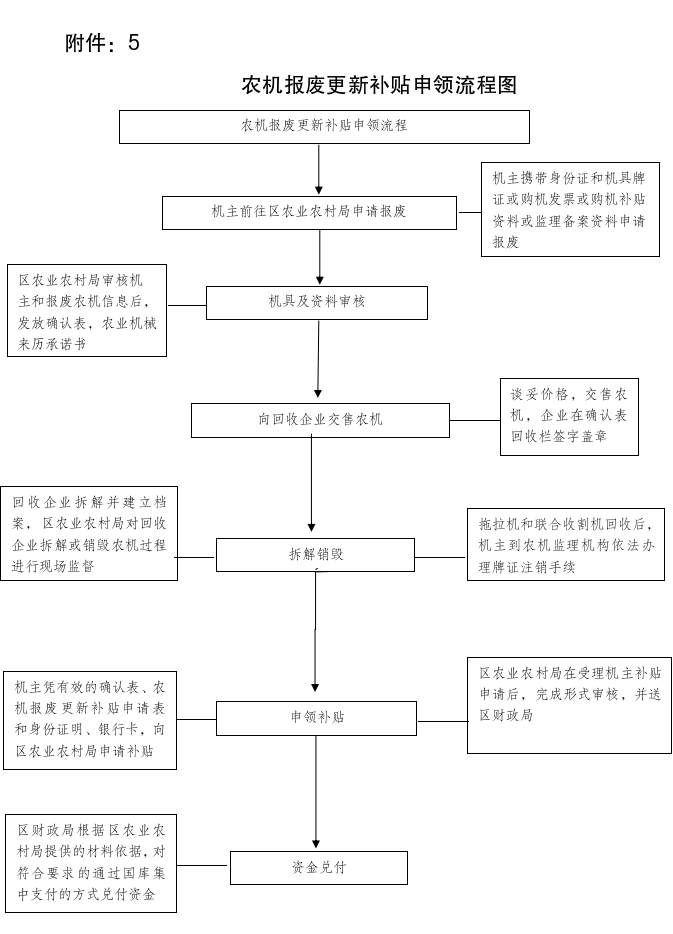 附件：5
农机报废更新补贴申领流程图
农机报废更新补贴申领流程
机主前往区农业农村局申请报废
机主携带身份证和机具牌
证或购机发票或购机补贴
资料或监理备案资料申请
报废
区农业农村局审核机
主和报废农机信息后，
发放确认表，农业机械
来历承诺书
机具及资料审核
向回收企业交售农机
谈妥价格，交售农
机，企业在确认表
回收栏签字盖章
回收企业拆解并建立档
案，区农业农村局对回收
企业拆解或销毁农机过程
进行现场监督
拆解销毁
拖拉机和联合收割机回收后，
机主到农机监理机构依法办
理牌证注销手续
机主凭有效的确认表、农
机报废更新补贴申请表
和身份证明、银行卡，向
区农业农村局申请补贴
申领补贴
区农业农村局在受理机主补贴
申请后，完成形式审核，并送
区财政局
区财政局根据区农业农
村局提供的材料依据，对
符合要求的通过国库集
中支付的方式兑付资金
资金兑付